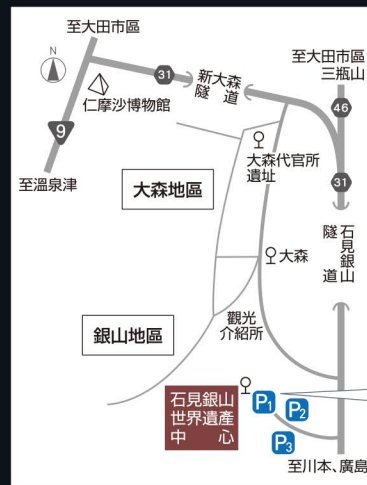 至大田市區
N
31
新大森
隧道
至大田市區
三瓶山
46
仁摩沙博物館
9
大森代官所
遺址
31
至溫泉津
大森地區
石見銀山
隧道
大森
觀光
介紹所
銀山地區
石見銀山
世界遺產
中心
P1
P2
P3
至川本、廣島